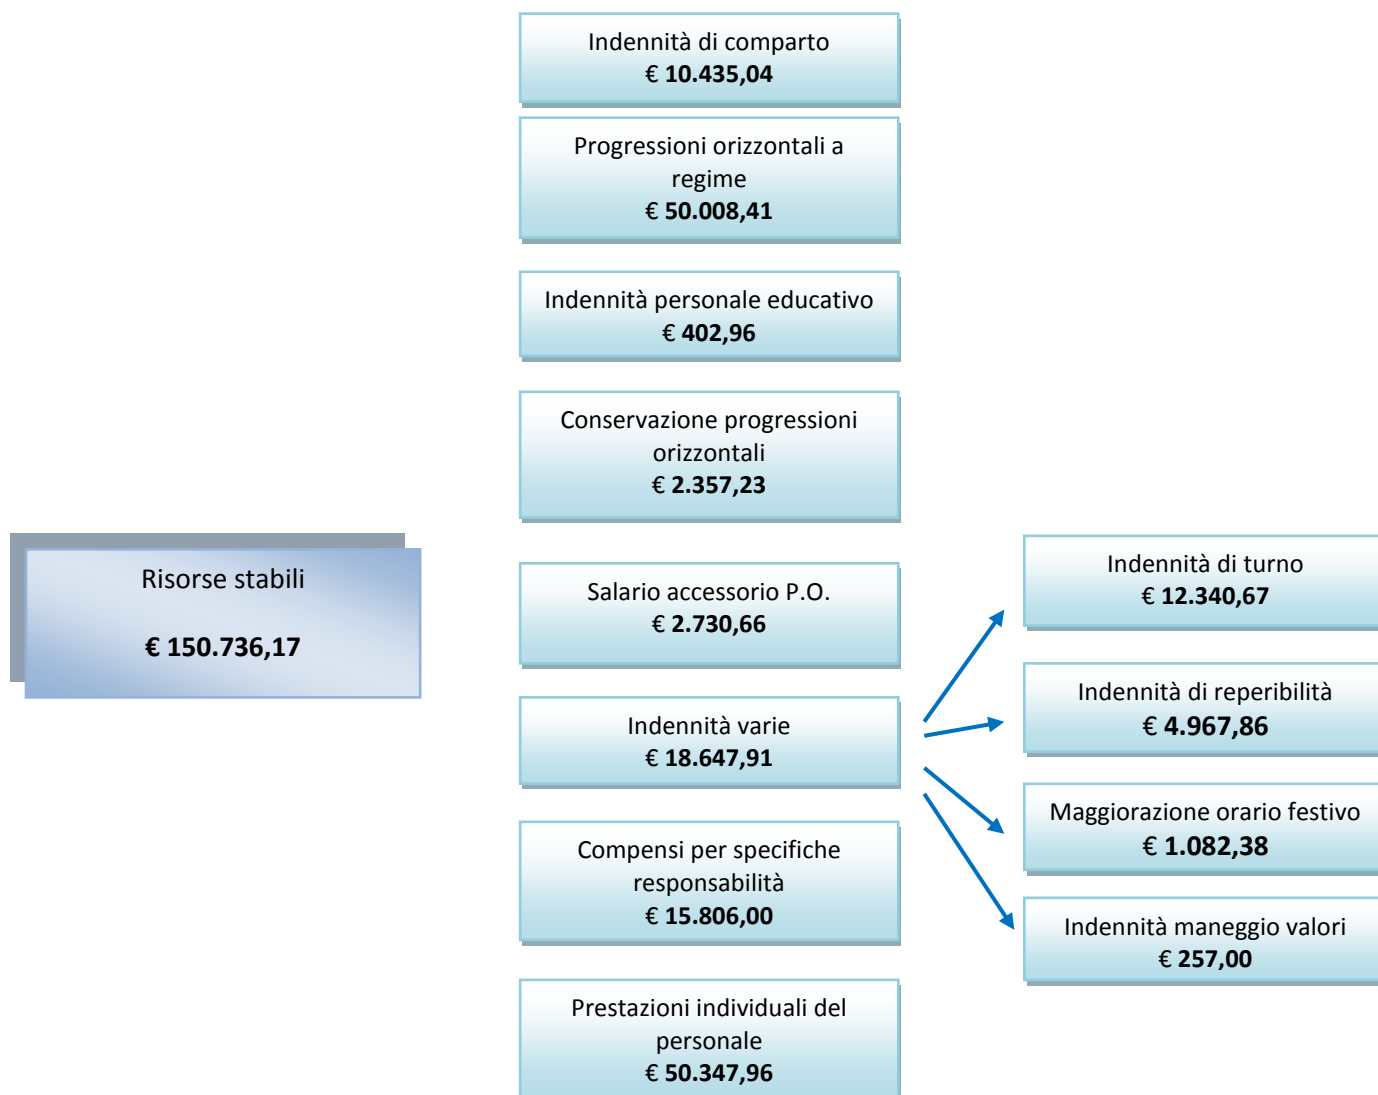 Indennità di comparto
€ 10.435,04
Progressioni orizzontali a
regime
€ 50.008,41
Indennità personale educativo
€ 402,96
Conservazione progressioni
orizzontali
€ 2.357,23
Risorse stabili
€ 150.736,17
Salario accessorio P.O.
€ 2.730,66
Indennità varie
€ 18.647,91
Compensi per specifiche
responsabilità
€ 15.806,00
Prestazioni individuali del
personale
€ 50.347,96
Indennità di turno
€ 12.340,67
Indennità di reperibilità
€ 4.967,86
Maggiorazione orario festivo
€ 1.082,38
Indennità maneggio valori
€ 257,00